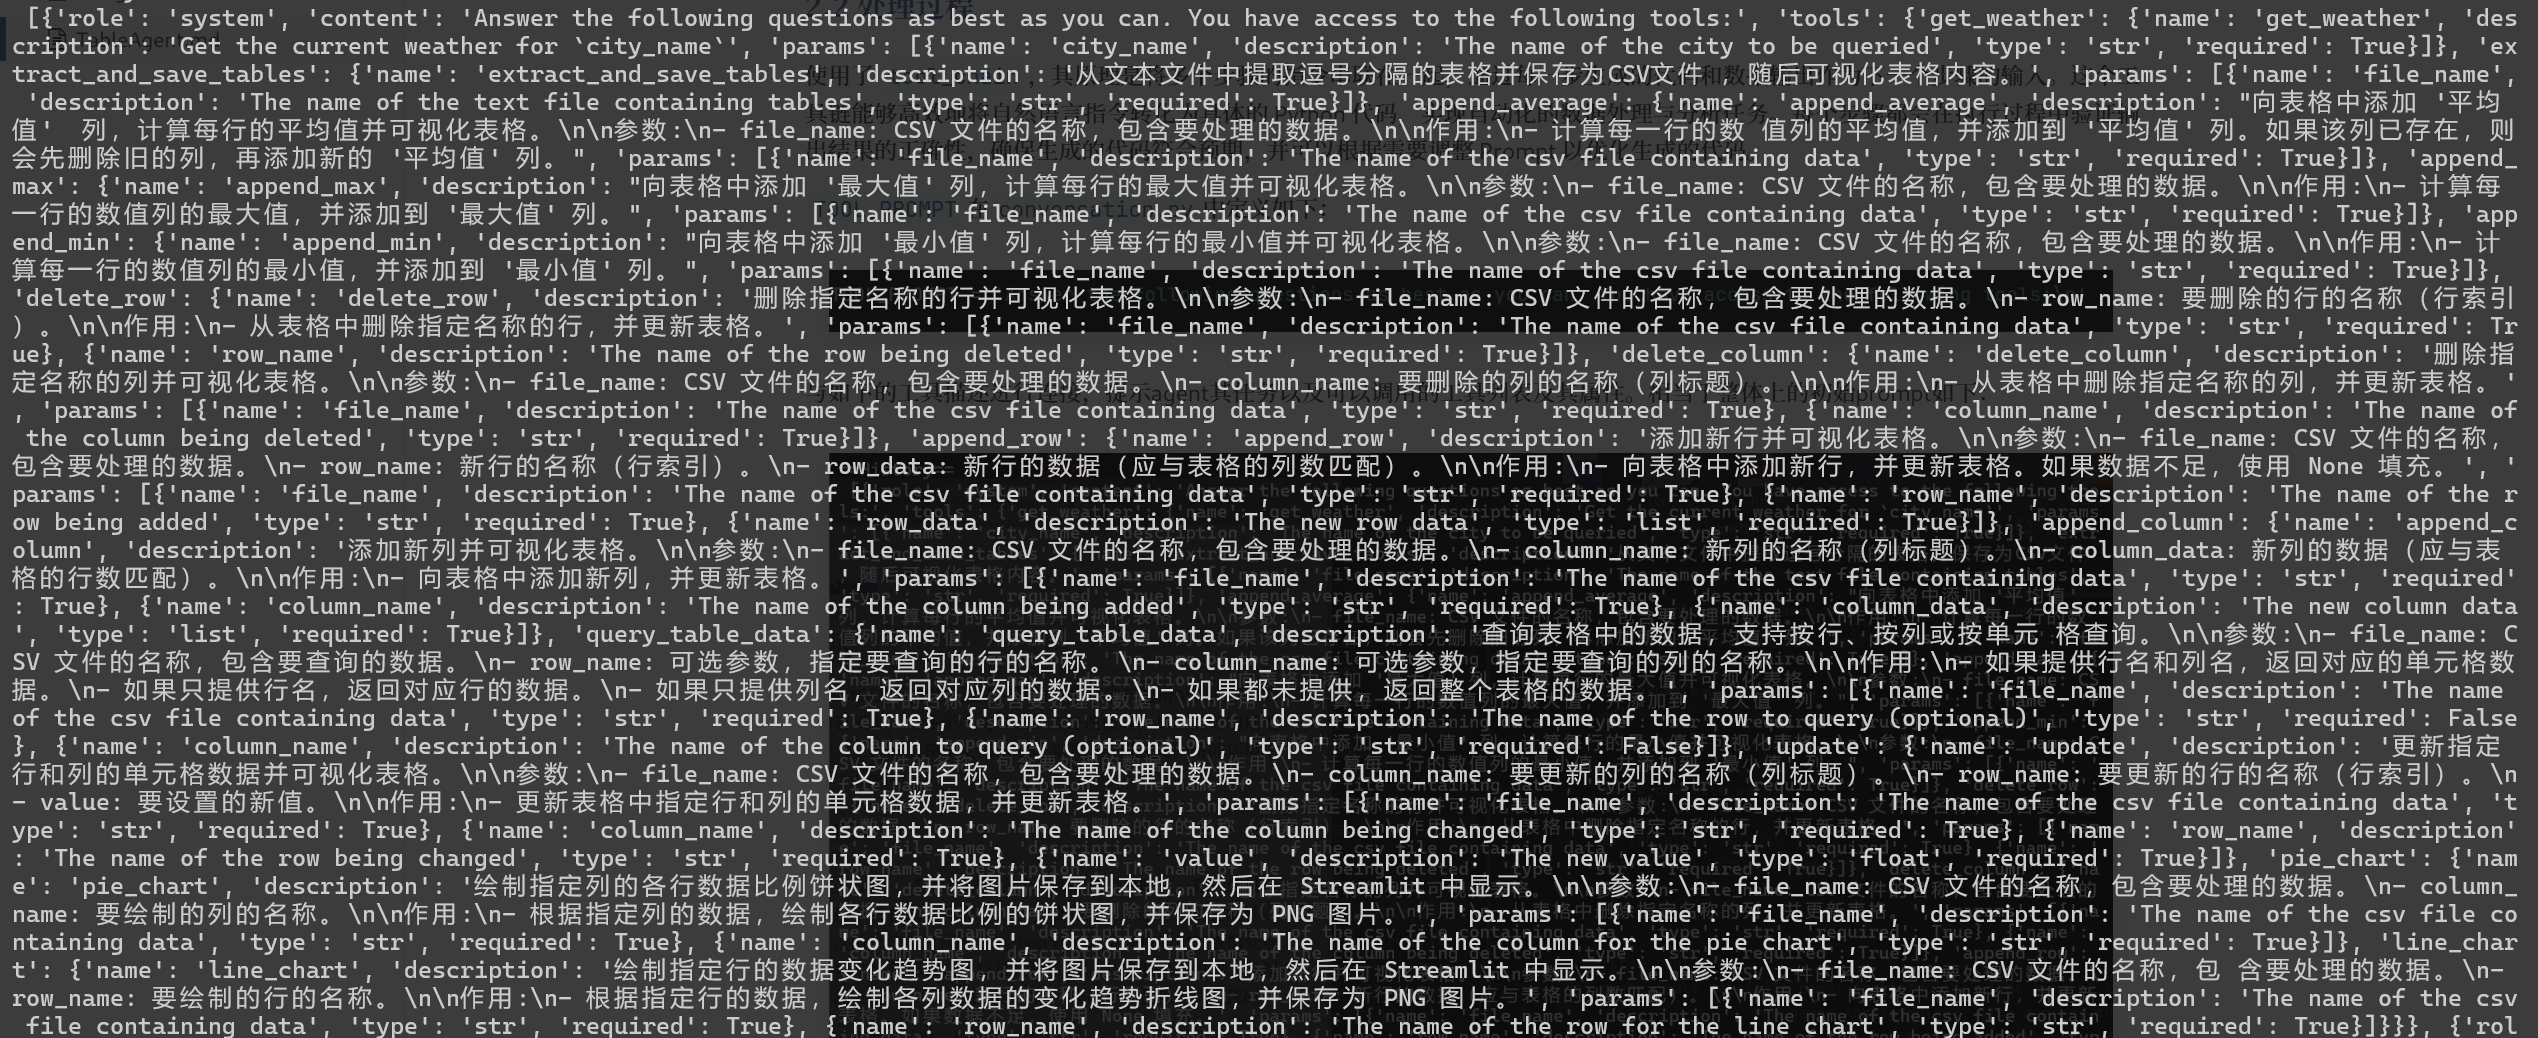 [{'role': 'system', 'content': 'Answer the following questions as best as you can. You have access to the following tools:', 'tools': {'get_weather': {'name': 'get_weather', 'des
cription': 'Get the current weather for `city_name`', 'params': [{'name': 'city_name', 'description': 'The name of the city to be queried', 'type': 'str', 'required': True}]}, 'ex
tract_and_save_tables': {'name': 'extract_and_save_tables', 'description': '从文本文件中提取逗号分隔的表格并保存为CSV文件, 随后可视化表格内容。', 'params': [{'name': 'file_name',
'description': 'The name of the text file containing tables', 'type': 'str', 'required': True}]}, 'append_average': {'name': 'append_average', 'description': "向表格中添加 '平均
值' 列，计算每行的平均值并可视化表格。\n\n参数:\n- file_name: CSV 文件的名称，包含要处理的数据。\n\n作用:\n- 计算每一行的数 值列的平均值，并添加到 '平均值' 列。如果该列已存在，则
会先删除旧的列，再添加新的 '平均值' 列。", 'params': [{'name': 'file_name', 'description': 'The name of the csv file containing data', 'type': 'str', 'required': True}]}, 'append_
max': {'name': 'append_max', 'description': "向表格中添加 '最大值' 列，计算每行的最大值并可视化表格。\n\n参数:\n- file_name: CSV 文件的名称，包含要处理的数据。\n\n作用:\n- 计算每
一行的数值列的最大值，并添加到 '最大值' 列。", 'params': [{'name': 'file_name', 'description': 'The name of the csv file containing data', 'type': 'str', 'required': True}]}, 'app
end_min': {'name': 'append_min', 'description': "向表格中添加 '最小值' 列，计算每行的最小值并可视化表格。\n\n参数:\n- file_name: CSV 文件的名称，包含要处理的数据。\n\n作用:\n- 计
算每一行的数值列的最小值，并添加到 '最小值' 列。", 'params': [{'name': 'file_name', 'description': 'The name of the csv file containing data', 'type': 'str', 'required': True}]},
'delete_row': {'name': 'delete_row', 'description': '删除指定名称的行并可视化表格。\n\n参数:\n- file_name: CSV 文件的名称，包含要处理的数据。\n- row_name: 要删除的行的名称（行索引
）。\n\n作用:\n- 从表格中删除指定名称的行，并更新表格。', 'params': [{'name': 'file_name', 'description': 'The name of the csv file containing data', 'type': 'str', 'required': Tr
ue}, {'name': 'row_name', 'description': 'The name of the row being deleted', 'type': 'str', 'required': True}]}, 'delete_column': {'name': 'delete_column', 'description': '删除指
定名称的列并可视化表格。\n\n参数:\n- file_name: CSV 文件的名称，包含要处理的数据。\n- column_name: 要删除的列的名称（列标题）。\n\n作用:\n- 从表格中删除指定名称的列，并更新表格。'
, 'params': [{'name': 'file_name', 'description': 'The name of the csv file containing data', 'type': 'str', 'required': True}, {'name': 'column_name', 'description': 'The name of
the column being deleted', 'type': 'str', 'required': True}]}, 'append_row': {'name': 'append_row', 'description': '添加新行并可视化表格。\n\n参数:\n- file_name: CSV 文件的名称，
包含要处理的数据。\n- row_name: 新行的名称（行索引）。\n- row_data: 新行的数据（应与表格的列数匹配）。\n\n作用:\n- 向表格中添加新行，并更新表格。如果数据不足，使用 None 填充。', '
params': [{'name': 'file_name', 'description': 'The name of the csv file containing data', 'type': 'str', 'required': True}, {'name': 'row_name', 'description': 'The name of the r
ow being added', 'type': 'str', 'required': True}, {'name': 'row_data', 'description': 'The new row data', 'type': 'list', 'required': True}]}, 'append_column': {'name': 'append_c
olumn', 'description': '添加新列并可视化表格。\n\n参数:\n- file_name: CSV 文件的名称，包含要处理的数据。\n- column_name: 新列的名称（列标题）。\n- column_data: 新列的数据（应与表
格的行数匹配）。\n\n作用:\n- 向表格中添加新列，并更新表格。', 'params': [{'name': 'file_name', 'description': 'The name of the csv file containing data', 'type': 'str', 'required'
: True}, {'name': 'column_name', 'description': 'The name of the column being added', 'type': 'str', 'required': True}, {'name': 'column_data', 'description': 'The new column data
', 'type': 'list', 'required': True}]}, 'query_table_data': {'name': 'query_table_data', 'description': '查询表格中的数据，支持按行、按列或按单元 格查询。\n\n参数:\n- file_name: C
SV 文件的名称，包含要查询的数据。\n- row_name: 可选参数，指定要查询的行的名称。\n- column_name: 可选参数，指定要查询的列的名称。\n\n作用:\n- 如果提供行名和列名，返回对应的单元格数
据。\n- 如果只提供行名，返回对应行的数据。\n- 如果只提供列名，返回对应列的数据。\n- 如果都未提供，返回整个表格的数据。', 'params': [{'name': 'file_name', 'description': 'The name
of the csv file containing data', 'type': 'str', 'required': True}, {'name': 'row_name', 'description': 'The name of the row to query (optional)', 'type': 'str', 'required': False
}, {'name': 'column_name', 'description': 'The name of the column to query (optional)', 'type': 'str', 'required': False}]}, 'update': {'name': 'update', 'description': '更新指定
行和列的单元格数据并可视化表格。\n\n参数:\n- file_name: CSV 文件的名称，包含要处理的数据。\n- column_name: 要更新的列的名称（列标题）。\n- row_name: 要更新的行的名称（行索引）。\n
- value: 要设置的新值。\n\n作用:\n- 更新表格中指定行和列的单元格数据，并更新表格。', 'params': [{'name': 'file_name', 'description': 'The name of the csv file containing data', 't
ype': 'str', 'required': True}, {'name': 'column_name', 'description': 'The name of the column being changed', 'type': 'str', 'required': True}, {'name': 'row_name', 'description'
: 'The name of the row being changed', 'type': 'str', 'required': True}, {'name': 'value', 'description': 'The new value', 'type': 'float', 'required': True}]}, 'pie_chart': {'nam
e': 'pie_chart', 'description': '绘制指定列的各行数据比例饼状图，并将图片保存到本地，然后在 Streamlit 中显示。\n\n参数:\n- file_name: CSV 文件的名称，包含要处理的数据。\n- column_
name: 要绘制的列的名称。\n\n作用:\n- 根据指定列的数据，绘制各行数据比例的饼状图，并保存为 PNG 图片。', 'params': [{'name': 'file_name', 'description': 'The name of the csv file co
ntaining data', 'type': 'str', 'required': True}, {'name': 'column_name', 'description': 'The name of the column for the pie chart', 'type': 'str', 'required': True}]}, 'line_char
t': {'name': 'line_chart', 'description': '绘制指定行的数据变化趋势图，并将图片保存到本地，然后在 Streamlit 中显示。\n\n参数:\n- file_name: CSV 文件的名称，包 含要处理的数据。\n-
row_name: 要绘制的行的名称。\n\n作用:\n- 根据指定行的数据，绘制各列数据的变化趋势折线图，并保存为 PNG 图片。', 'params': [{'name': 'file_name', 'description': 'The name of the csv
file containing data', 'type': 'str', 'required': True}, {'name': 'row_name', 'description': 'The name of the row for the line chart', 'type': 'str', 'required': True}]}}}, {'rol